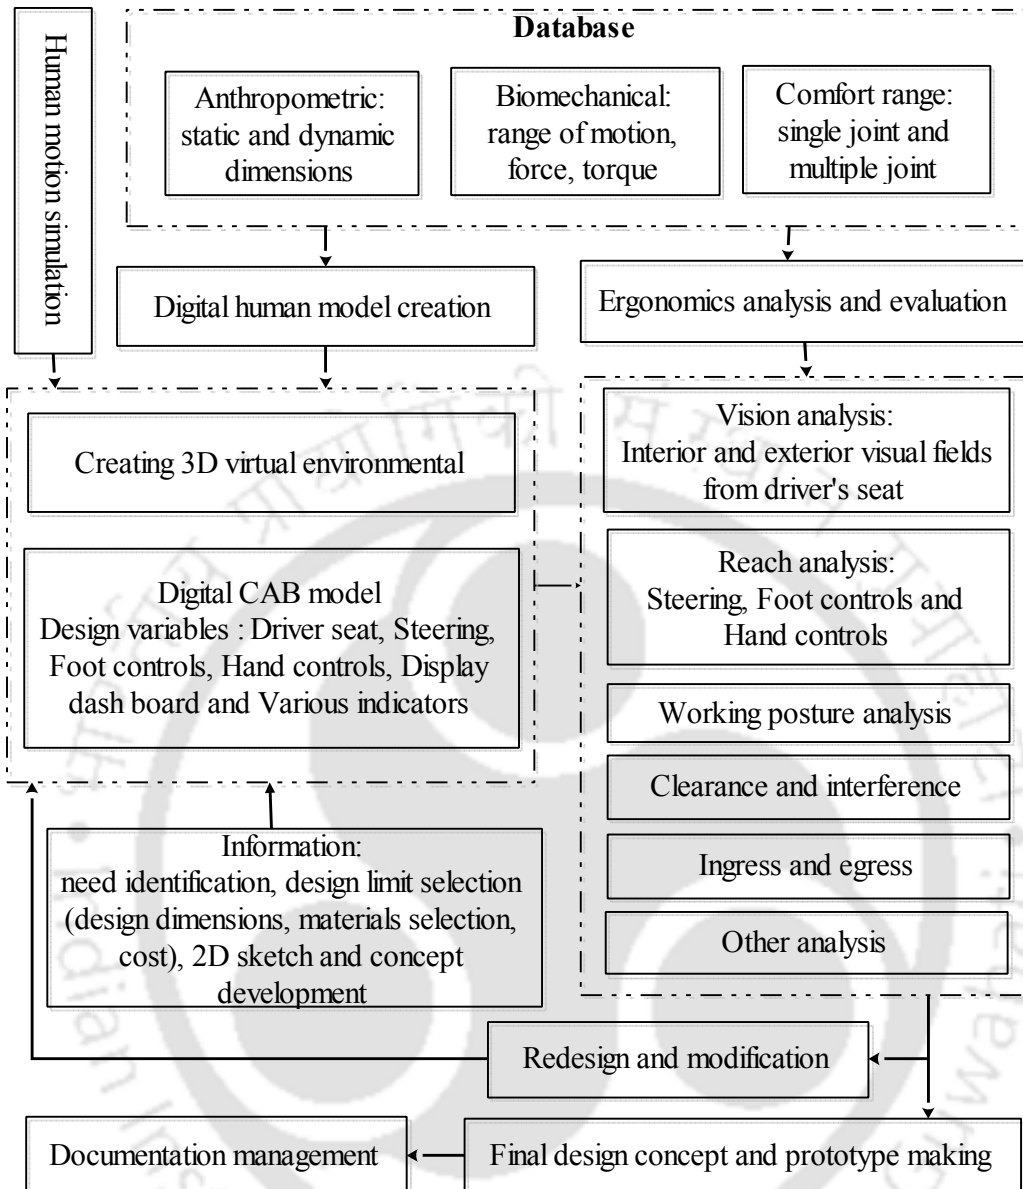 Human motion simulation
Database
Anthropometric:
static and dynamic
dimensions
Biomechanical:
range of motion,
force, torque
Comfort range:
single joint and
multiple joint
Digital human model creation
Ergonomics analysis and evaluation
Creating 3D virtual environmental
Digital CAB model
Design variables : Driver seat, Steering,
Foot controls, Hand controls, Display
dash board and Various indicators
Vision analysis:
Interior and exterior visual fields
from driver's seat
Reach analysis:
Steering, Foot controls and
Hand controls
Working posture analysis
Clearance and interference
Ingress and egress
Other analysis
Information:
need identification, design limit selection
(design dimensions, materials selection,
cost), 2D sketch and concept
development
Redesign and modification
Documentation management
Final design concept and prototype making
Indian Ins